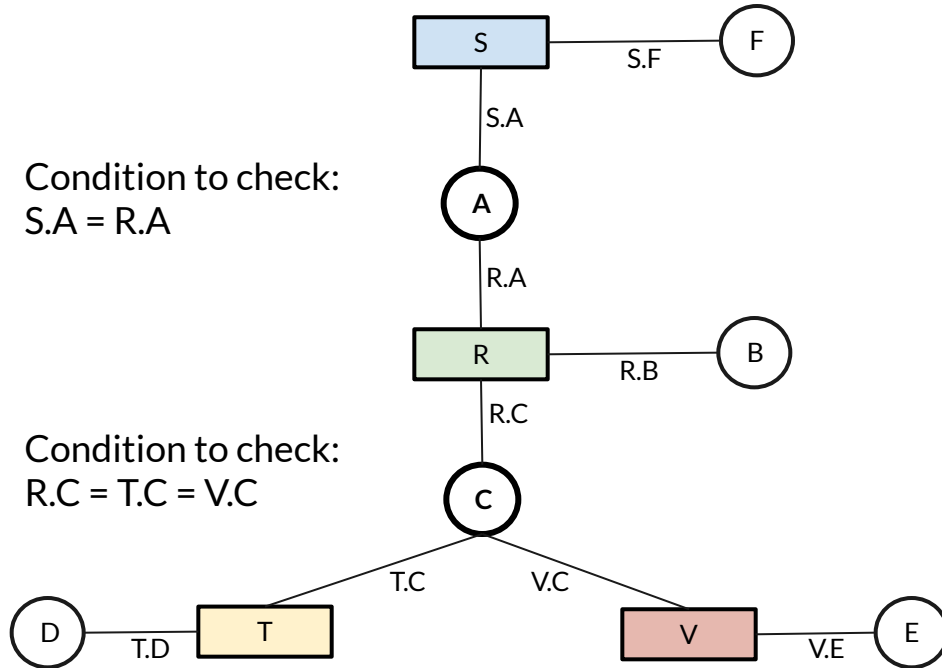 S
F
S.F
S.A
Condition to check:
S.A = R.A
A
R.A
R
B
R.B
R.C
Condition to check:
R.C = T.C = V.C
C
T.C
V.C
D
T
V
E
T.D
V.E